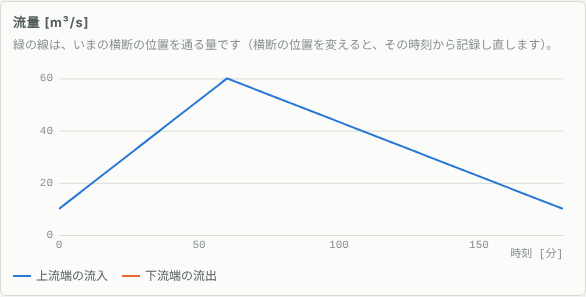 流量 [m³/s]
緑の線は、いまの横断の位置を通る量です（横断の位置を変えると、その時刻から記録し直します）。
60
40
20
0
0 50 100 150
時刻 [分]
上流端の流入 下流端の流出